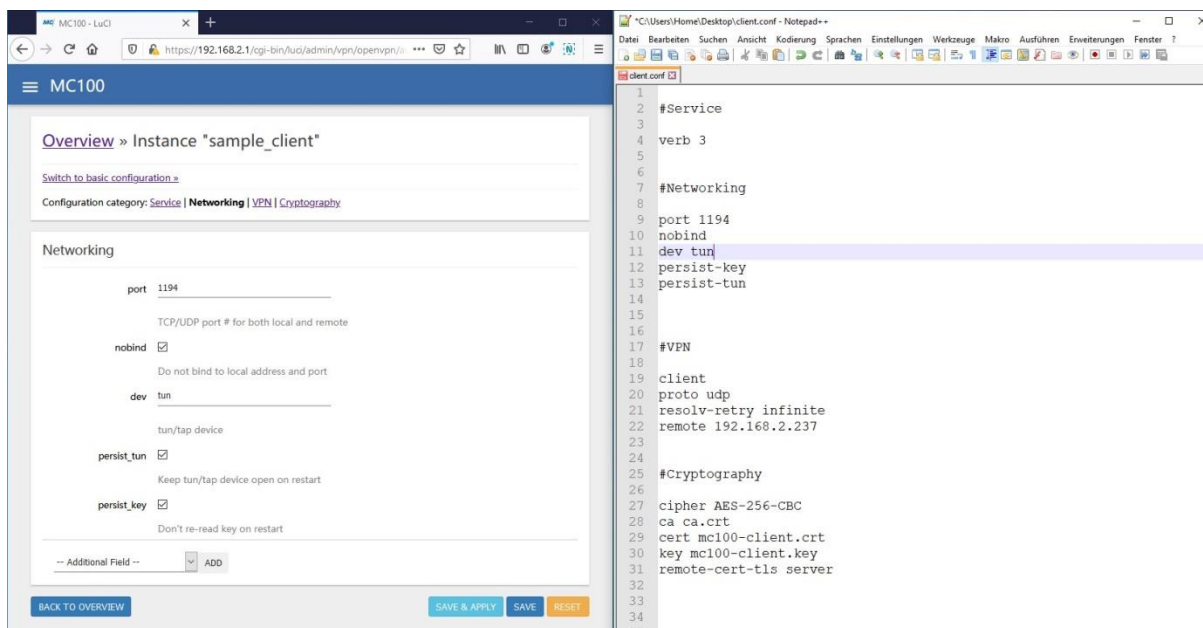 MC100 - LuCI
https://192.168.2.1/cgi-bin/luci/admin/vpn/openvpn/
MC100
Overview » Instance "sample_client"
Switch to basic configuration »
Configuration category: Service | Networking | VPN | Cryptography
Networking
port 1194
TCP/UDP port # for both local and remote
nobind
Do not bind to local address and port
dev tun
tun/tap device
persist_tun
Keep tun/tap device open on restart
persist_key
Don't re-read key on restart
-- Additional Field -- ADD
BACK TO OVERVIEW SAVE & APPLY SAVE RESET
*C:\Users\Home\Desktop\client.conf - Notepad++
Datei Bearbeiten Suchen Ansicht Kodierung Sprachen Einstellungen Werkzeuge Makro Ausführen Erweiterungen Fenster ?
client.conf
1
2 #Service
3
4 verb 3
5
6
7 #Networking
8
9 port 1194
10 nobind
11 dev tun
12 persist-key
13 persist-tun
14
15
16
17 #VPN
18
19 client
20 proto udp
21 resolv-retry infinite
22 remote 192.168.2.237
23
24
25 #Cryptography
26
27 cipher AES-256-CBC
28 ca ca.crt
29 cert mc100-client.crt
30 key mc100-client.key
31 remote-cert-tls server
32
33
34